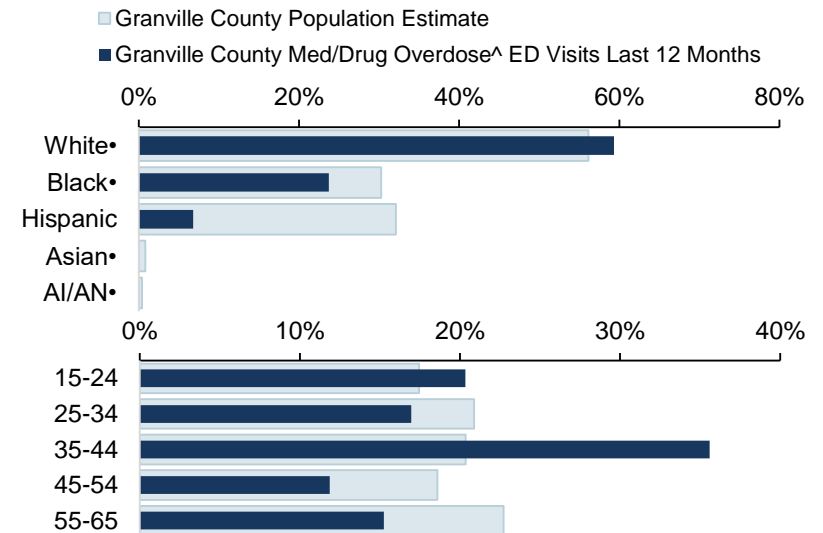 Granville County Population Estimate
Granville County Med/Drug Overdose^ ED Visits Last 12 Months
0% 20% 40% 60% 80%
White•
Black•
Hispanic
Asian•
AI/AN•
0% 10% 20% 30% 40%
15-24
25-34
35-44
45-54
55-65